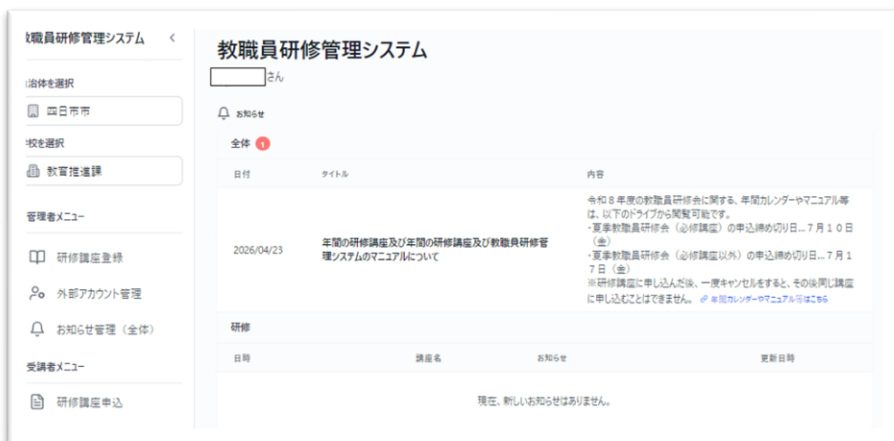 教職員研修管理システム
教職員研修管理システム
さん
自治体を選択
四日市市
お知らせ
全体 1
学校を選択
教育推進課
日付 タイトル 内容
管理者メニュー
2026/04/23
年間の研修講座及び年間の研修講座及び教職員研修管
理システムのマニュアルについて
令和8年度の教職員研修会に関する、年間カレンダーやマニュアル等
は、以下のドライブから閲覧可能です。
・夏季教職員研修会(必修講座)の申込締め切り日…7月10日
(金)
・夏季教職員研修会(必修講座以外)の申込締め切り日…7月1
7日(金)
※研修講座に申し込んだ後、一度キャンセルをすると、その後同じ講座
に申し込むことはできません。 年間カレンダーやマニュアル等はこちら
研修講座登録
外部アカウント管理
お知らせ管理(全体)
研修
日時 講座名 お知らせ 更新日時
受講者メニュー
研修講座申込
現在、新しいお知らせはありません。